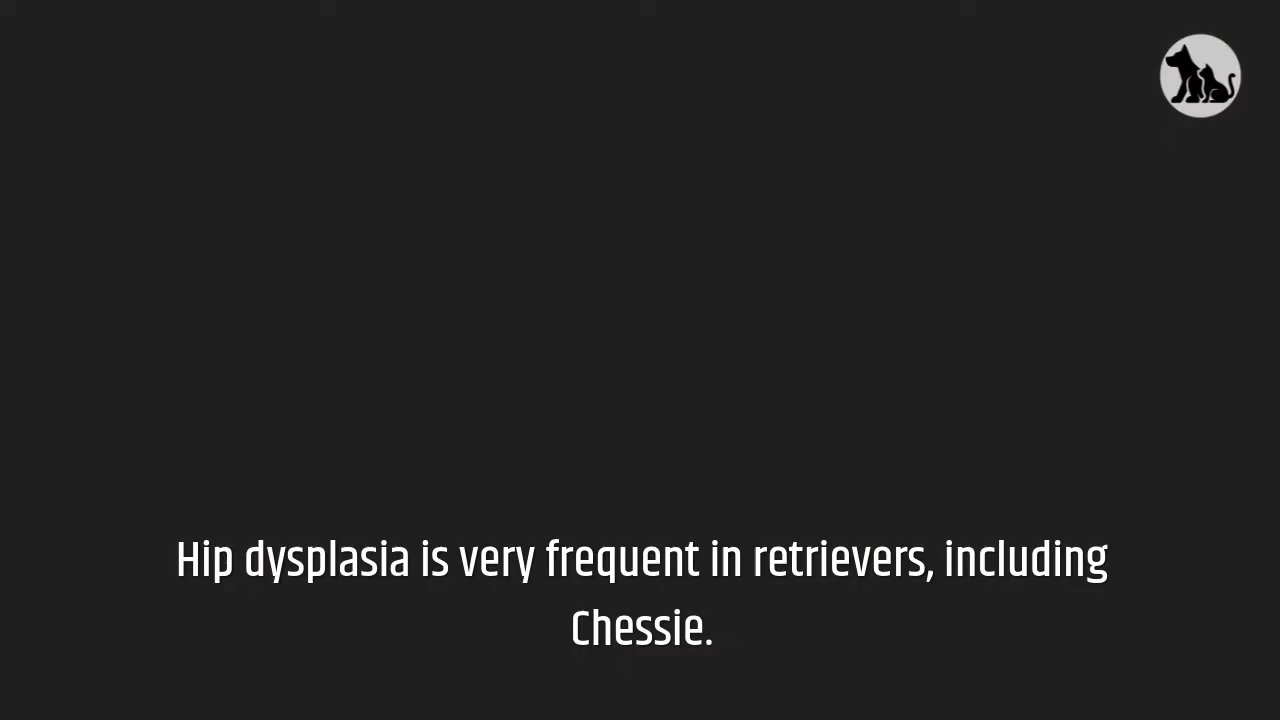 Hip dysplasia is very frequent in retrievers, including
Chessie.